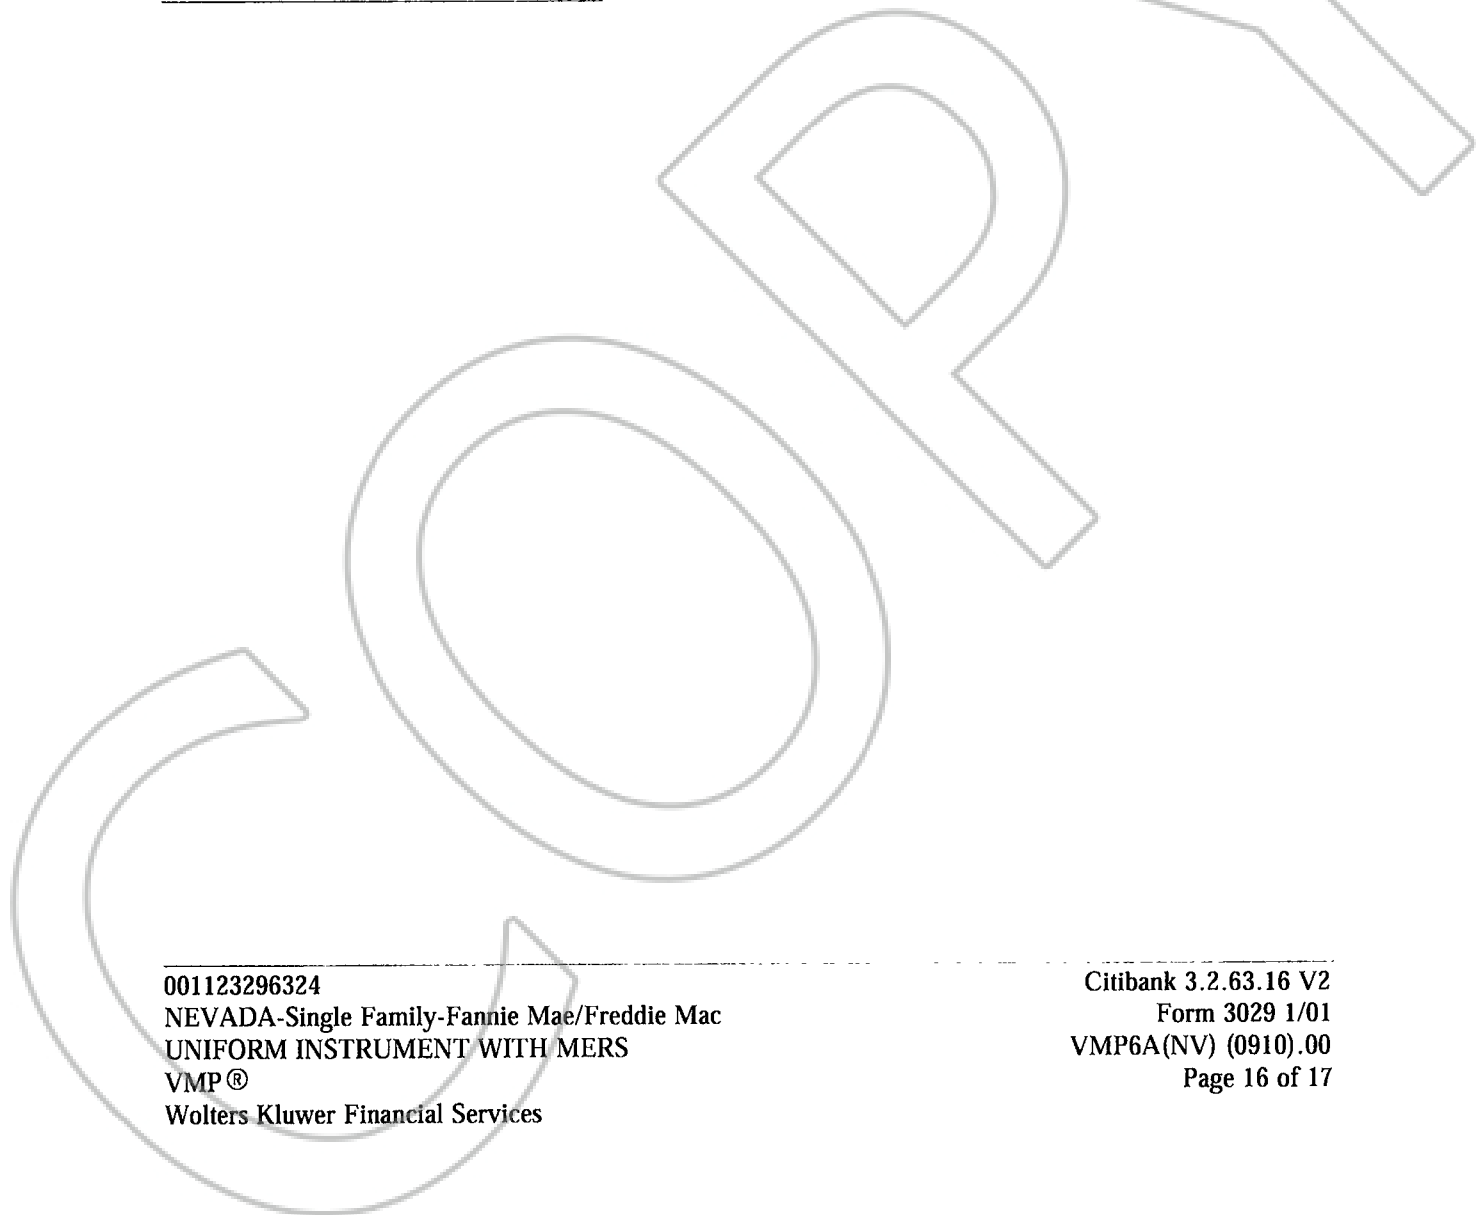 COPY
001123296324
NEVADA-Single Family-Fannie Mae/Freddie Mac
UNIFORM INSTRUMENT WITH MERS
VMP ®
Wolters Kluwer Financial Services
Citibank 3.2.63.16 V2
Form 3029 1/01
VMP6A(NV) (0910).00
Page 16 of 17